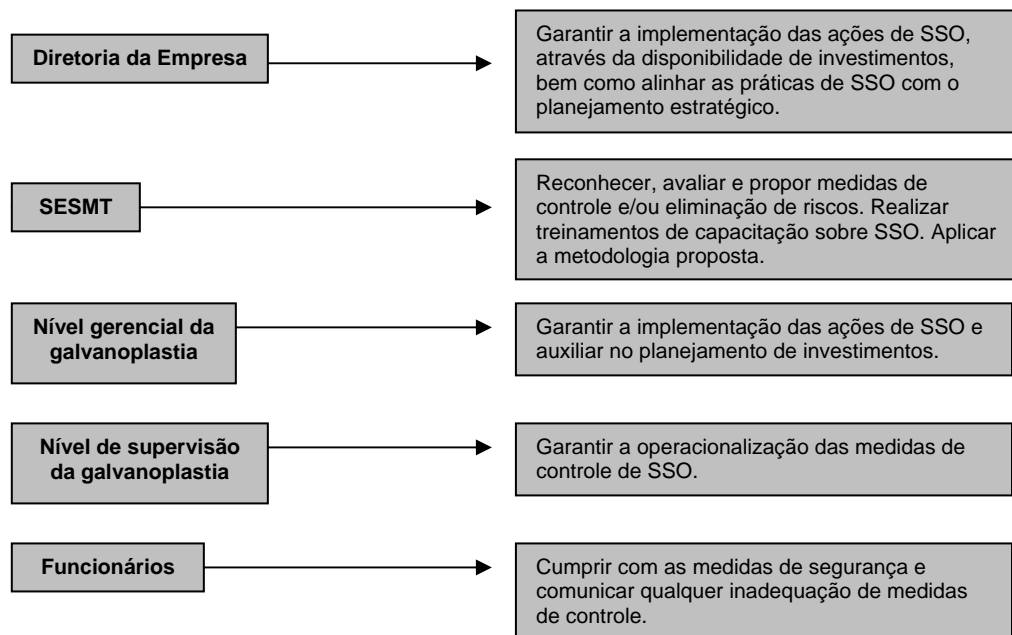 Diretoria da Empresa
Garantir a implementação das ações de SSO,
através da disponibilidade de investimentos,
bem como alinhar as práticas de SSO com o
planejamento estratégico.
SESMT
Reconhecer, avaliar e propor medidas de
controle e/ou eliminação de riscos. Realizar
treinamentos de capacitação sobre SSO. Aplicar
a metodologia proposta.
Nível gerencial da
galvanoplastia
Garantir a implementação das ações de SSO e
auxiliar no planejamento de investimentos.
Nível de supervisão
da galvanoplastia
Garantir a operacionalização das medidas de
controle de SSO.
Funcionários
Cumprir com as medidas de segurança e
comunicar qualquer inadequação de medidas
de controle.